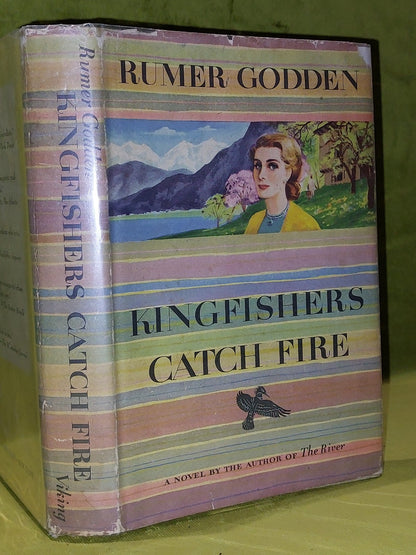 RUMER GODDEN
KINGFISHERS
CATCH FIRE
A NOVEL BY THE AUTHOR OF The River
Rumer Godden
KINGFISHERS CATCH FIRE
Viking